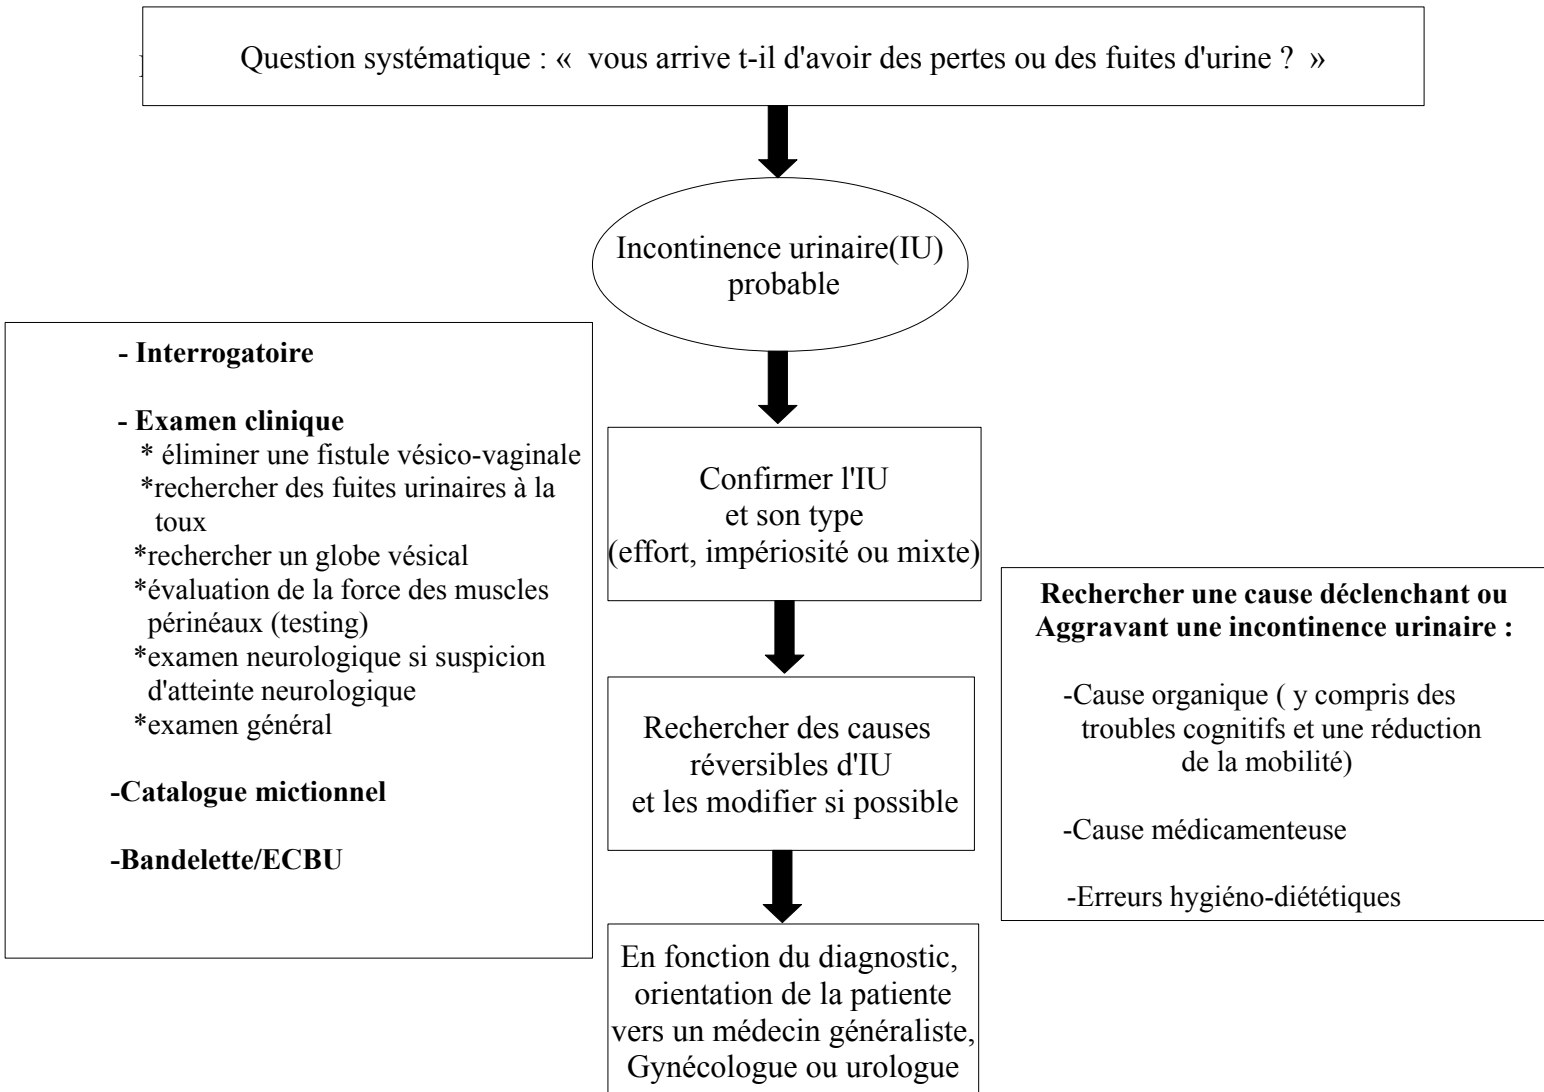 Question systématique : «  vous arrive t-il d'avoir des pertes ou des fuites d'urine ?  »
Incontinence urinaire(IU)
probable
- Interrogatoire
- Examen clinique
* éliminer une fistule vésico-vaginale
*rechercher des fuites urinaires à la
toux
*rechercher un globe vésical
*évaluation de la force des muscles
périnéaux (testing)
*examen neurologique si suspicion
d'atteinte neurologique
*examen général
-Catalogue mictionnel
-Bandelette/ECBU
Confirmer l'IU
et son type
(effort, impériosité ou mixte)
Rechercher des causes
réversibles d'IU
et les modifier si possible
Rechercher une cause déclenchant ou
Aggravant une incontinence urinaire :
-Cause organique ( y compris des
troubles cognitifs et une réduction
de la mobilité)
-Cause médicamenteuse
-Erreurs hygiéno-diététiques
En fonction du diagnostic,
orientation de la patiente
vers un médecin généraliste,
Gynécologue ou urologue